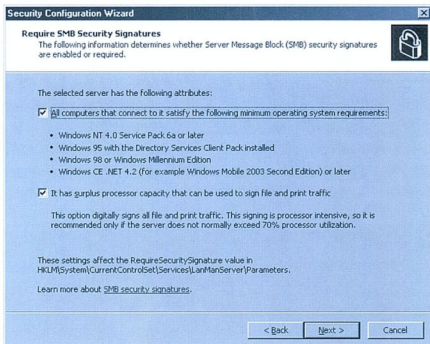 Security Configuration Wizard
Require SMB Security Signatures
The following information determines whether Server Message Block (SMB) security signatures
are enabled or required.
The selected server has the following attributes:
All computers that connect to it satisfy the following minimum operating system requirements:
• Windows NT 4.0 Service Pack 6a or later
• Windows 95 with the Directory Services Client Pack installed
• Windows 98 or Windows Millennium Edition
• Windows CE .NET 4.2 (for example Windows Mobile 2003 Second Edition) or later
It has surplus processor capacity that can be used to sign file and print traffic
This option digitally signs all file and print traffic. This signing is processor intensive, so it is
recommended only if the server does not normally exceed 70% processor utilization.
These settings affect the RequireSecuritySignature value in
HKLM\System\CurrentControlSet\Services\LanManServer\Parameters.
Learn more about SMB security signatures.
< Back Next > Cancel